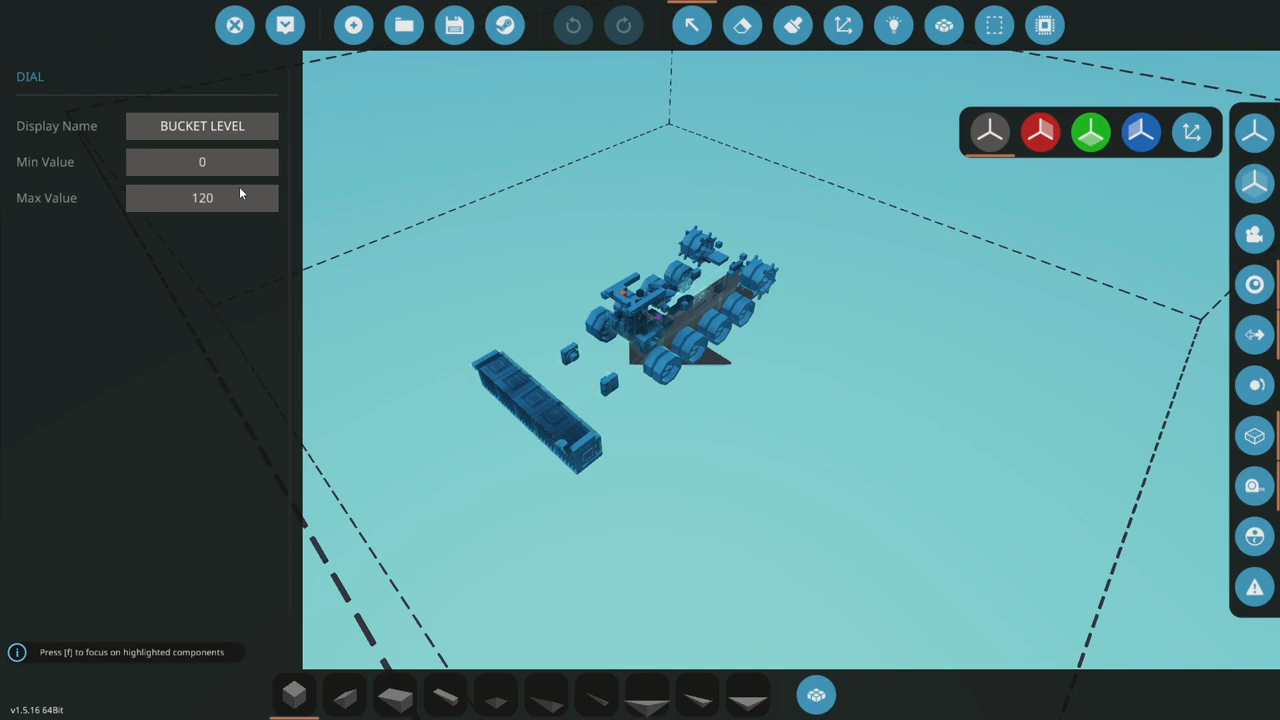 DIAL
Display Name BUCKET LEVEL
Min Value 0
Max Value 120
Press [f] to focus on highlighted components
v1.5.16 64Bit